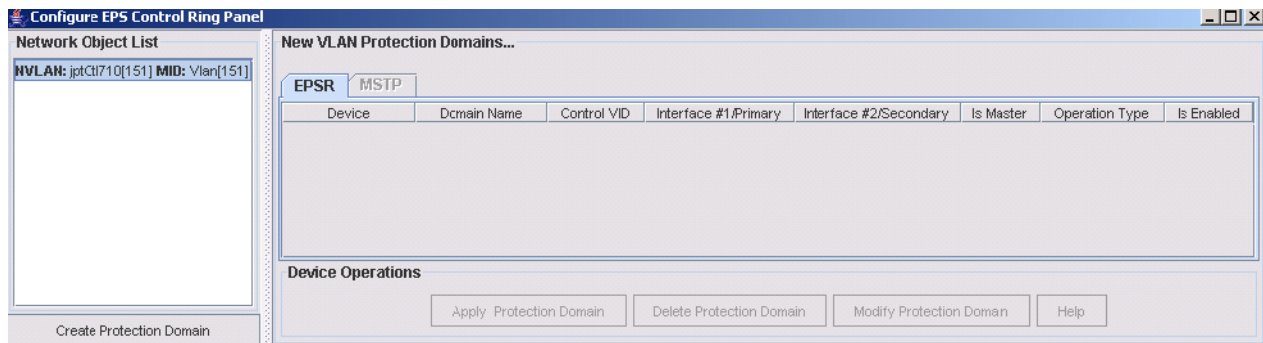 Configure EPS Control Ring Panel
Network Object List
NVLAN: jptCtl710[151] MID: Vlan[151]
Create Protection Domain
New VLAN Protection Domains...
EPSR MSTP
Device Domain Name Control VID Interface #1/Primary Interface #2/Secondary Is Master Operation Type Is Enabled
Device Operations
Apply Protection Domain Delete Protection Domain Modify Protection Doman Help